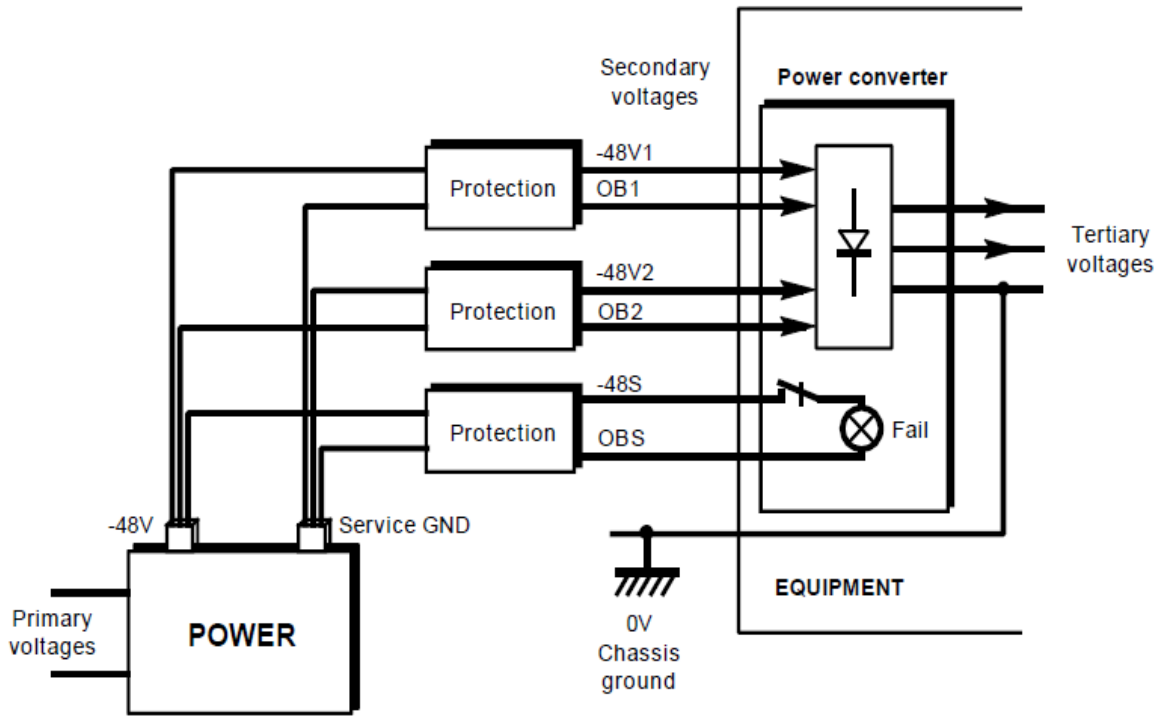 Secondary
voltages
Power converter
Protection
-48V1
OB1
Tertiary
voltages
Protection
-48V2
OB2
Protection
-48S
OBS
Fail
-48V
Service GND
Primary
voltages
POWER
0V
Chassis
ground
EQUIPMENT